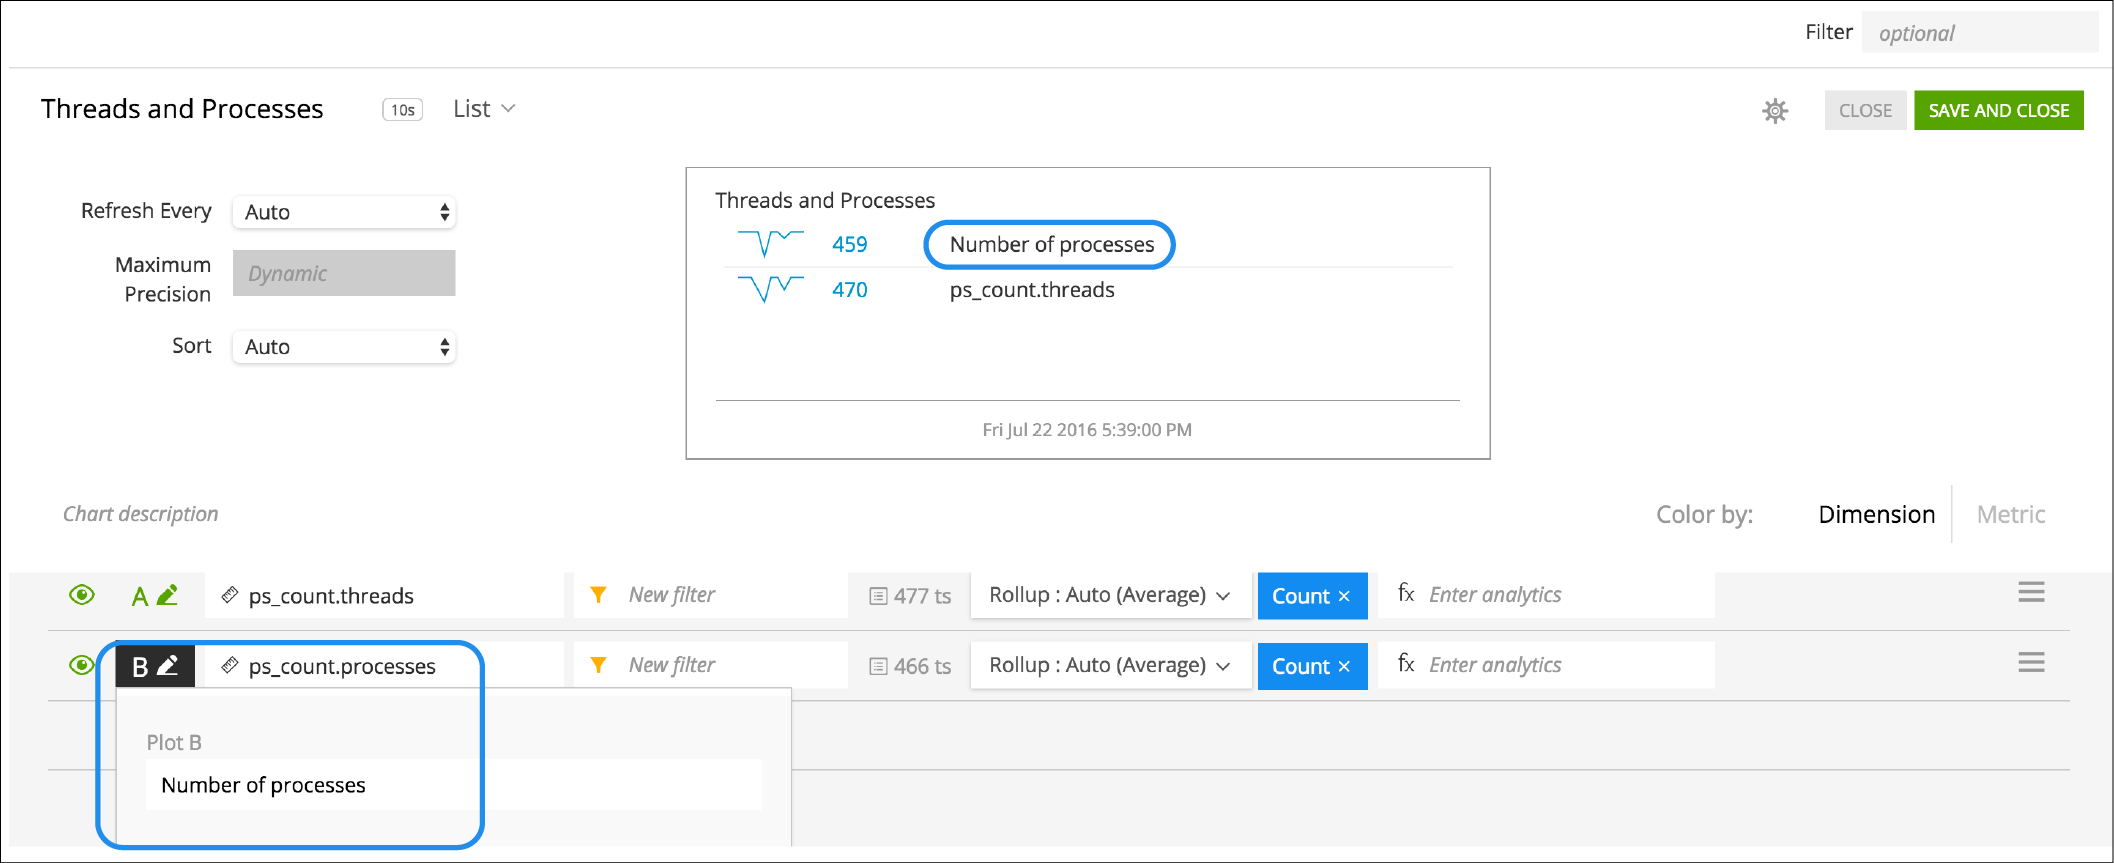 Filter optional
Threads and Processes 10s List CLOSE SAVE AND CLOSE
Refresh Every Auto
Maximum Precision Dynamic
Sort Auto
Threads and Processes
459 Number of processes
470 ps_count.threads
Fri Jul 22 2016 5:39:00 PM
Chart description Color by: Dimension Metric
A ps_count.threads New filter 477 ts Rollup : Auto (Average) Count × fx Enter analytics
B ps_count.processes New filter 466 ts Rollup : Auto (Average) Count × fx Enter analytics
Plot B
Number of processes